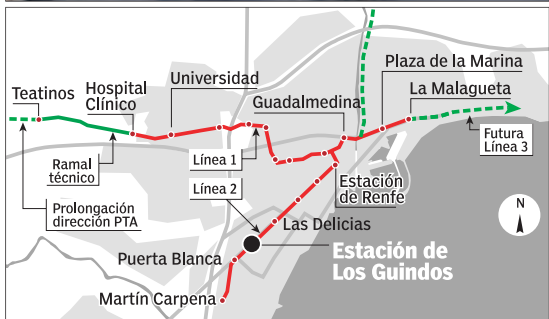 Teatinos
Hospital
Clínico
Universidad
Guadalmedina
Plaza de la Marina
La Malagueta
Línea 1
Ramal
técnico
Futura
Línea 3
Línea 2
Estación
de Renfe
Prolongación
dirección PTA
Las Delicias
N
Puerta Blanca
Estación de
Los Guindos
Martín Carpena